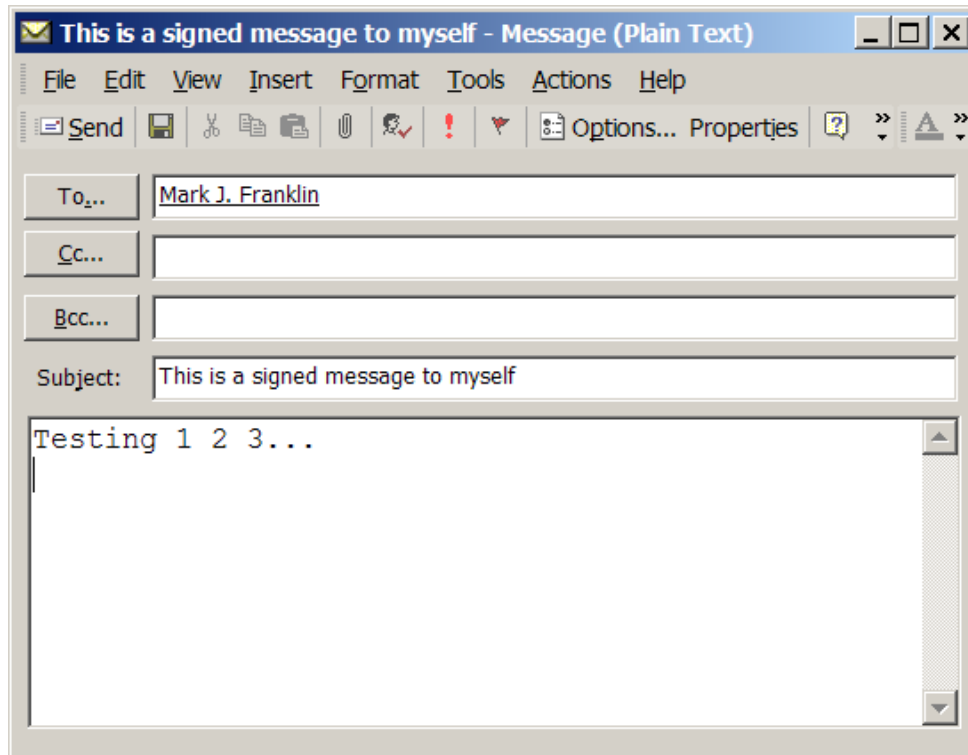 This is a signed message to myself - Message (Plain Text)
File Edit View Insert Format Tools Actions Help
Send Options... Properties
To... Mark J. Franklin
Cc...
Bcc...
Subject: This is a signed message to myself
Testing 1 2 3...